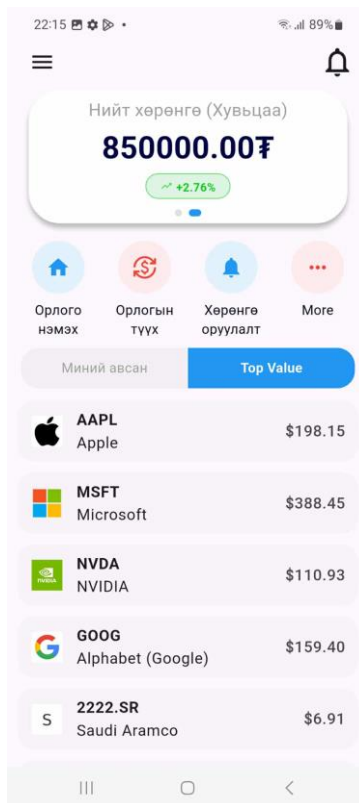 22:15
89%
Нийт хөрөнгө (Хувьцаа)
850000.00₮
+2.76%
Орлого нэмэх
Орлогын түүх
Хөрөнгө оруулалт
More
Миний авсан
Top Value
AAPL
Apple
$198.15
MSFT
Microsoft
$388.45
NVIDIA
NVDA
NVIDIA
$110.93
GOOG
Alphabet (Google)
$159.40
S
2222.SR
Saudi Aramco
$6.91